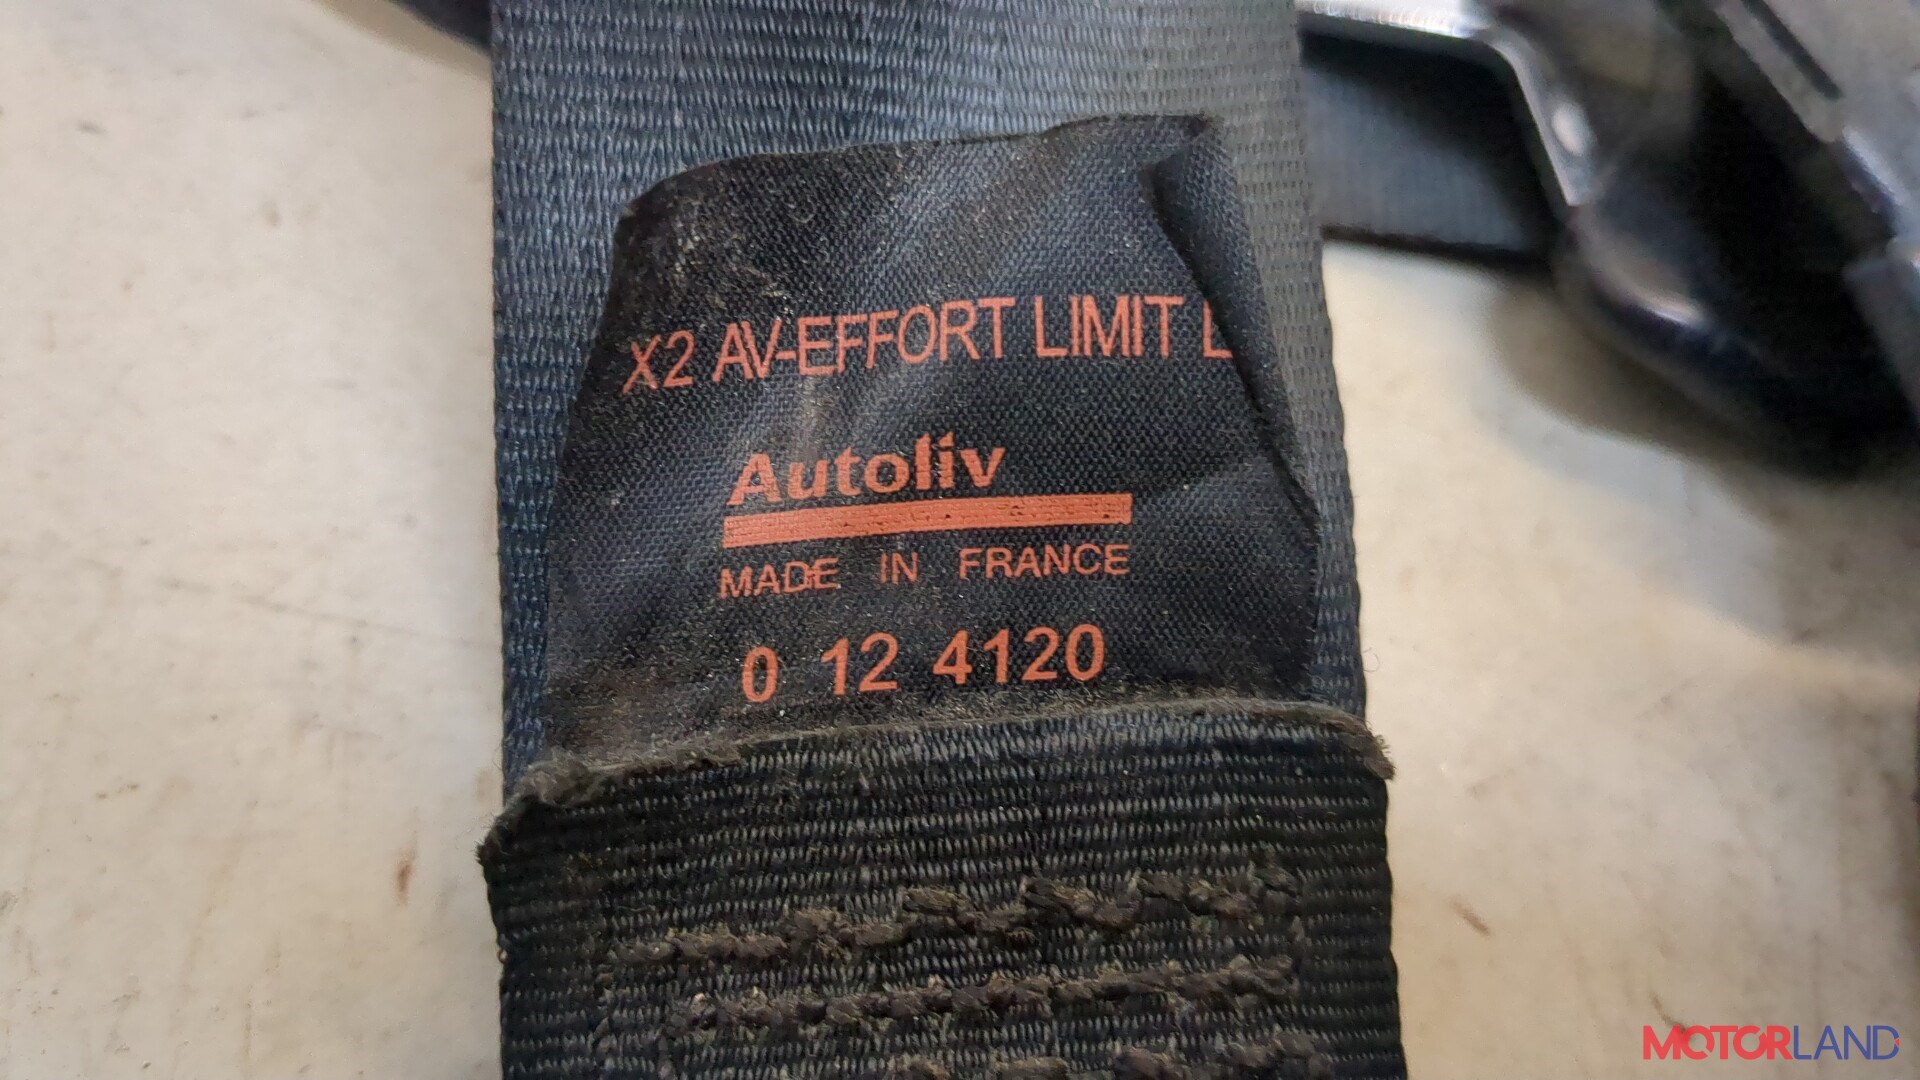 X2 AV-EFFORT LIMIT
Autoliv
MADE IN FRANCE
0 12 4120
MOTORLAND